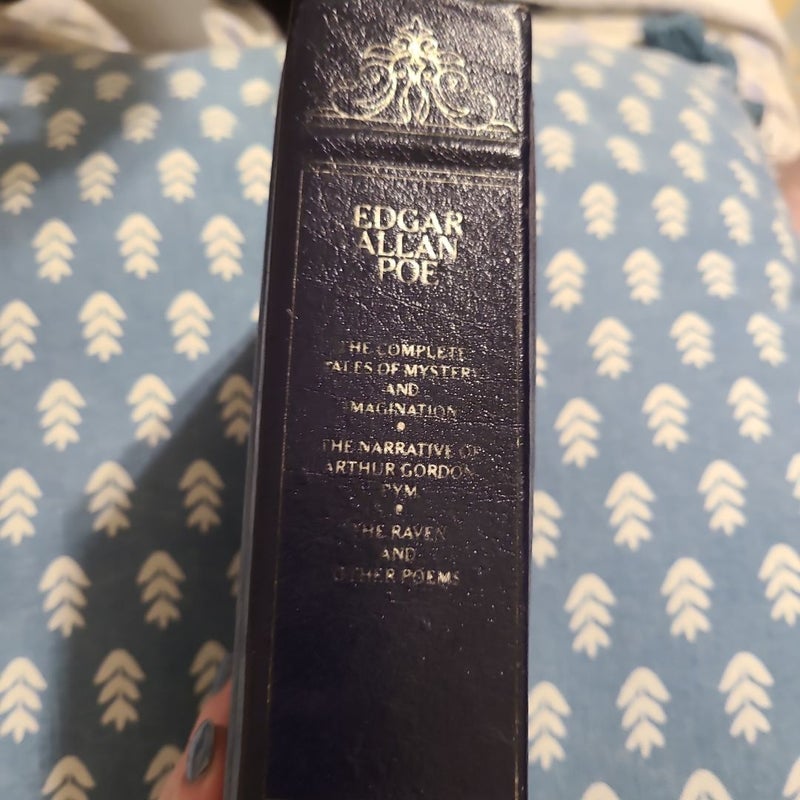 EDGAR
ALLAN
POE
THE COMPLETE
TALES OF MYSTERY
AND
IMAGINATION
•
THE NARRATIVE OF
ARTHUR GORDON
PYM
•
THE RAVEN
AND
OTHER POEMS